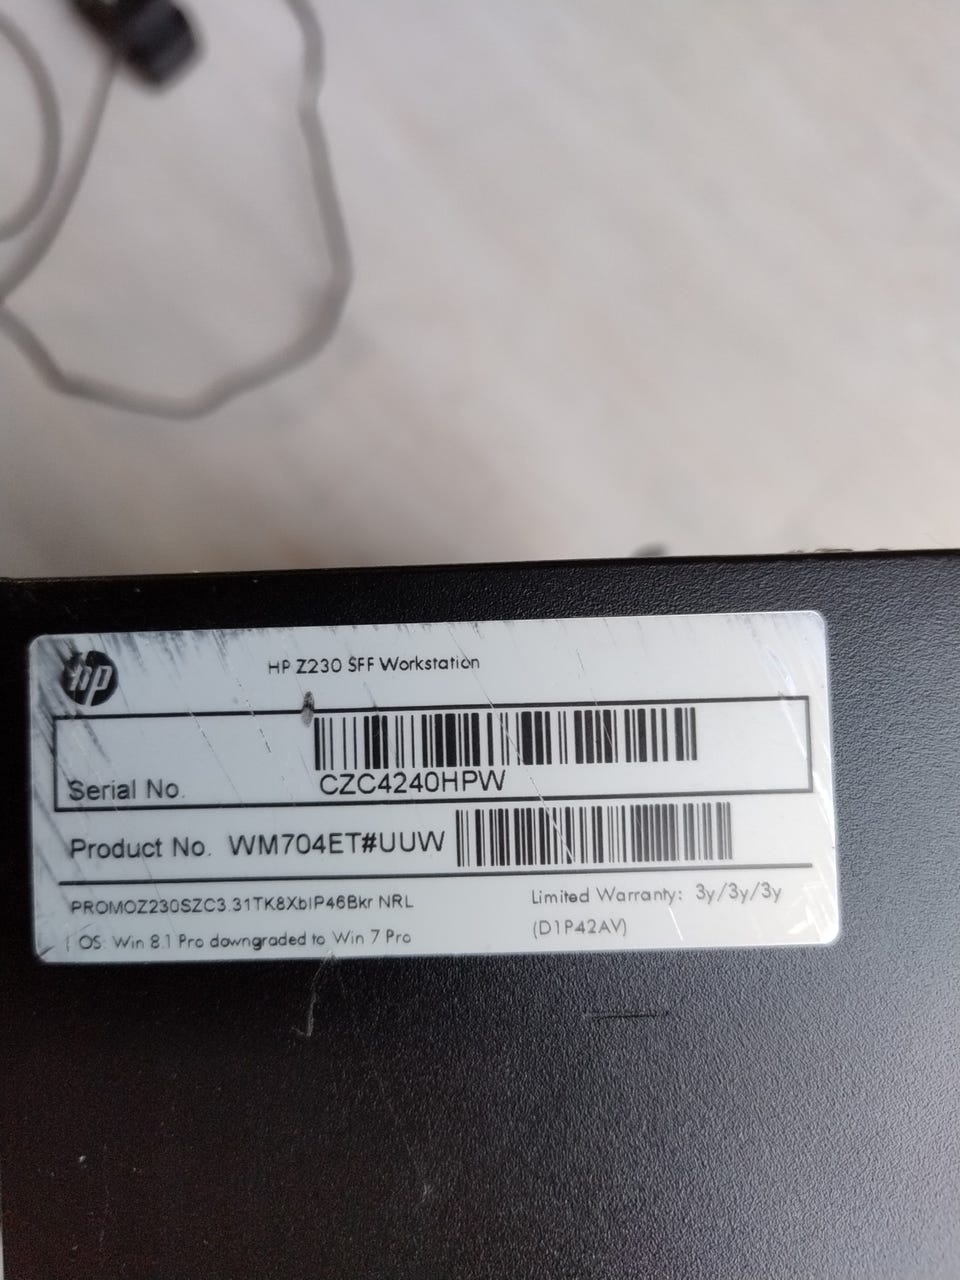 hp
HP Z230 SFF Workstation
Serial No.
CZC4240HPW
Product No. WM704ET#UUW
PROMOZ230SZC3.31TK8XbIP46Bkr NRL
Limited Warranty: 3y/3y/3y
OS: Win 8.1 Pro downgraded to Win 7 Pro
(D1P42AV)